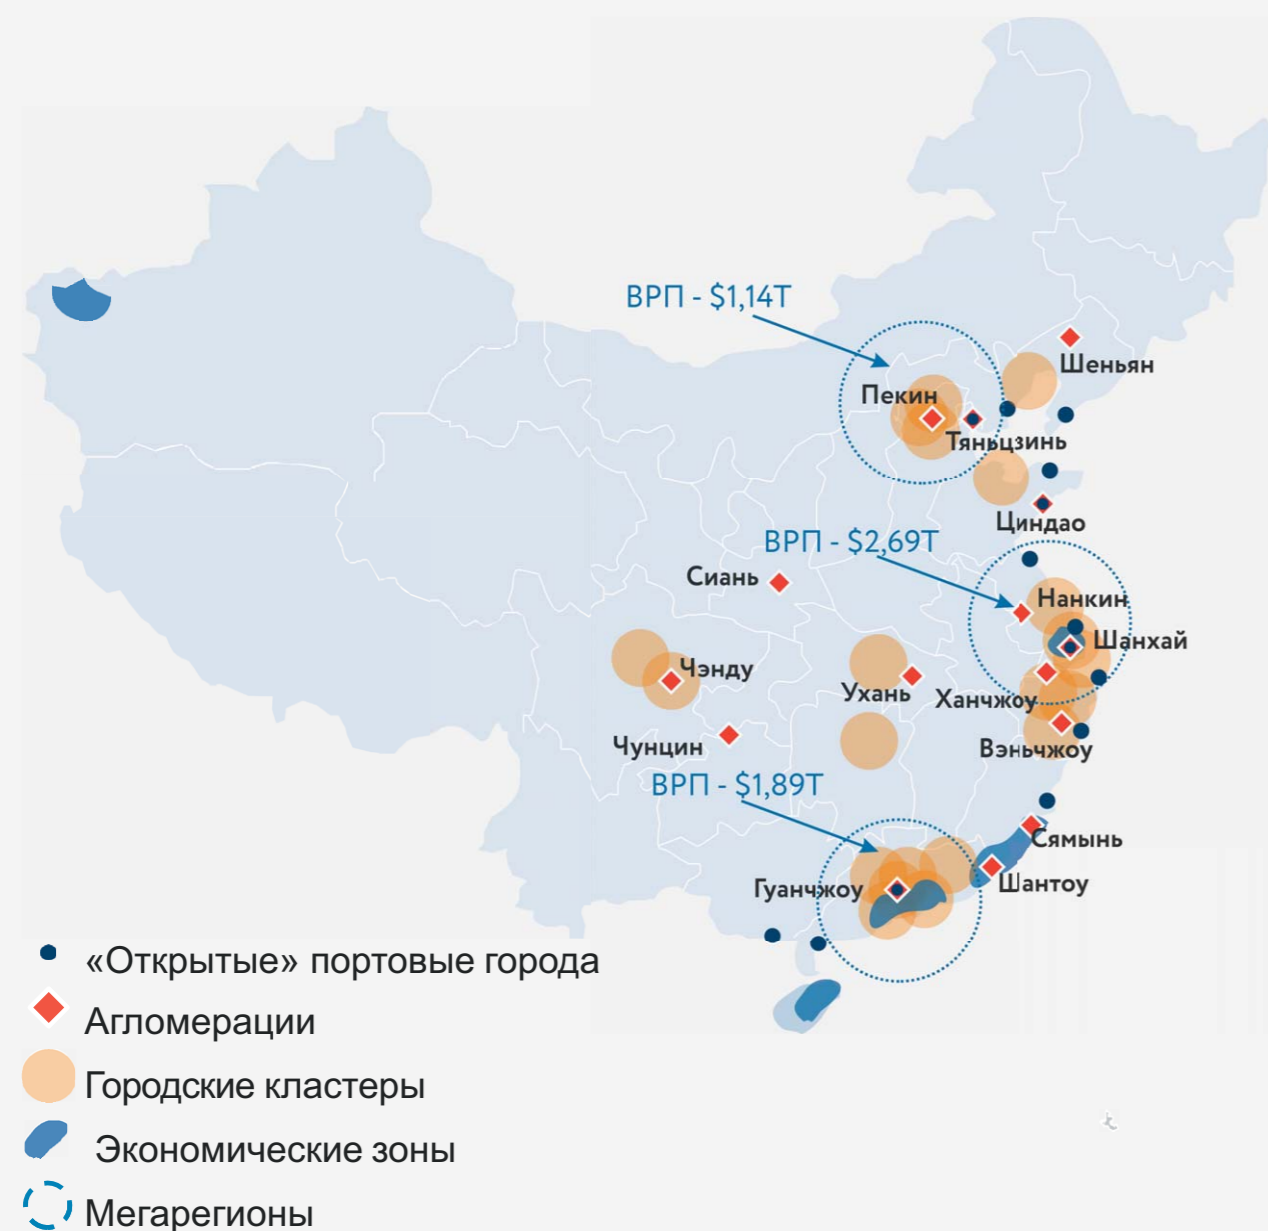 ВРП - $1,14Т
Шеньян
Пекин
Тяньцзинь
Циндао
ВРП - $2,69Т
Сиань
Нанкин
Шанхай
Чэнду
Ухань
Ханчжоу
Чунцин
Вэньчжоу
ВРП - $1,89Т
Сямынь
Гуанчжоу
Шантоу
«Открытые» портовые города
Агломерации
Городские кластеры
Экономические зоны
Мегарегионы